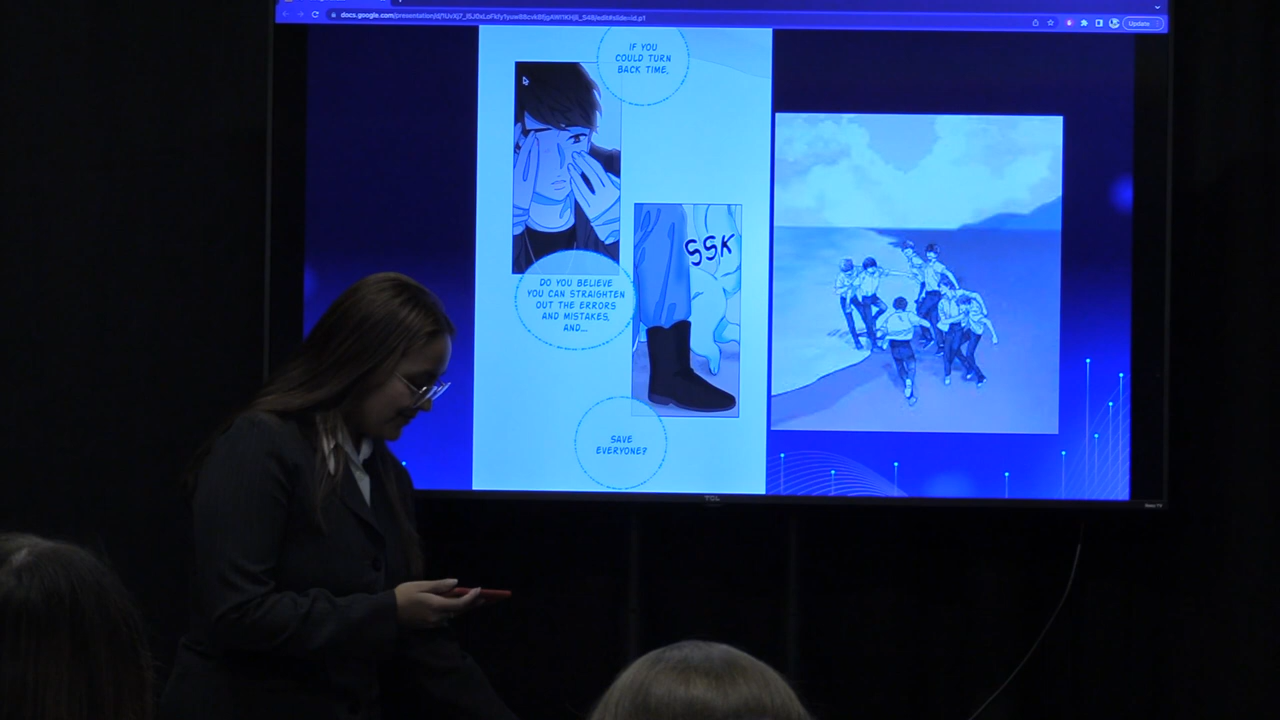 Update
IF YOU
COULD TURN
BACK TIME,
SSK
DO YOU BELIEVE
YOU CAN STRAIGHTEN
OUT THE ERRORS
AND MISTAKES,
AND...
SAVE
EVERYONE?
TCL